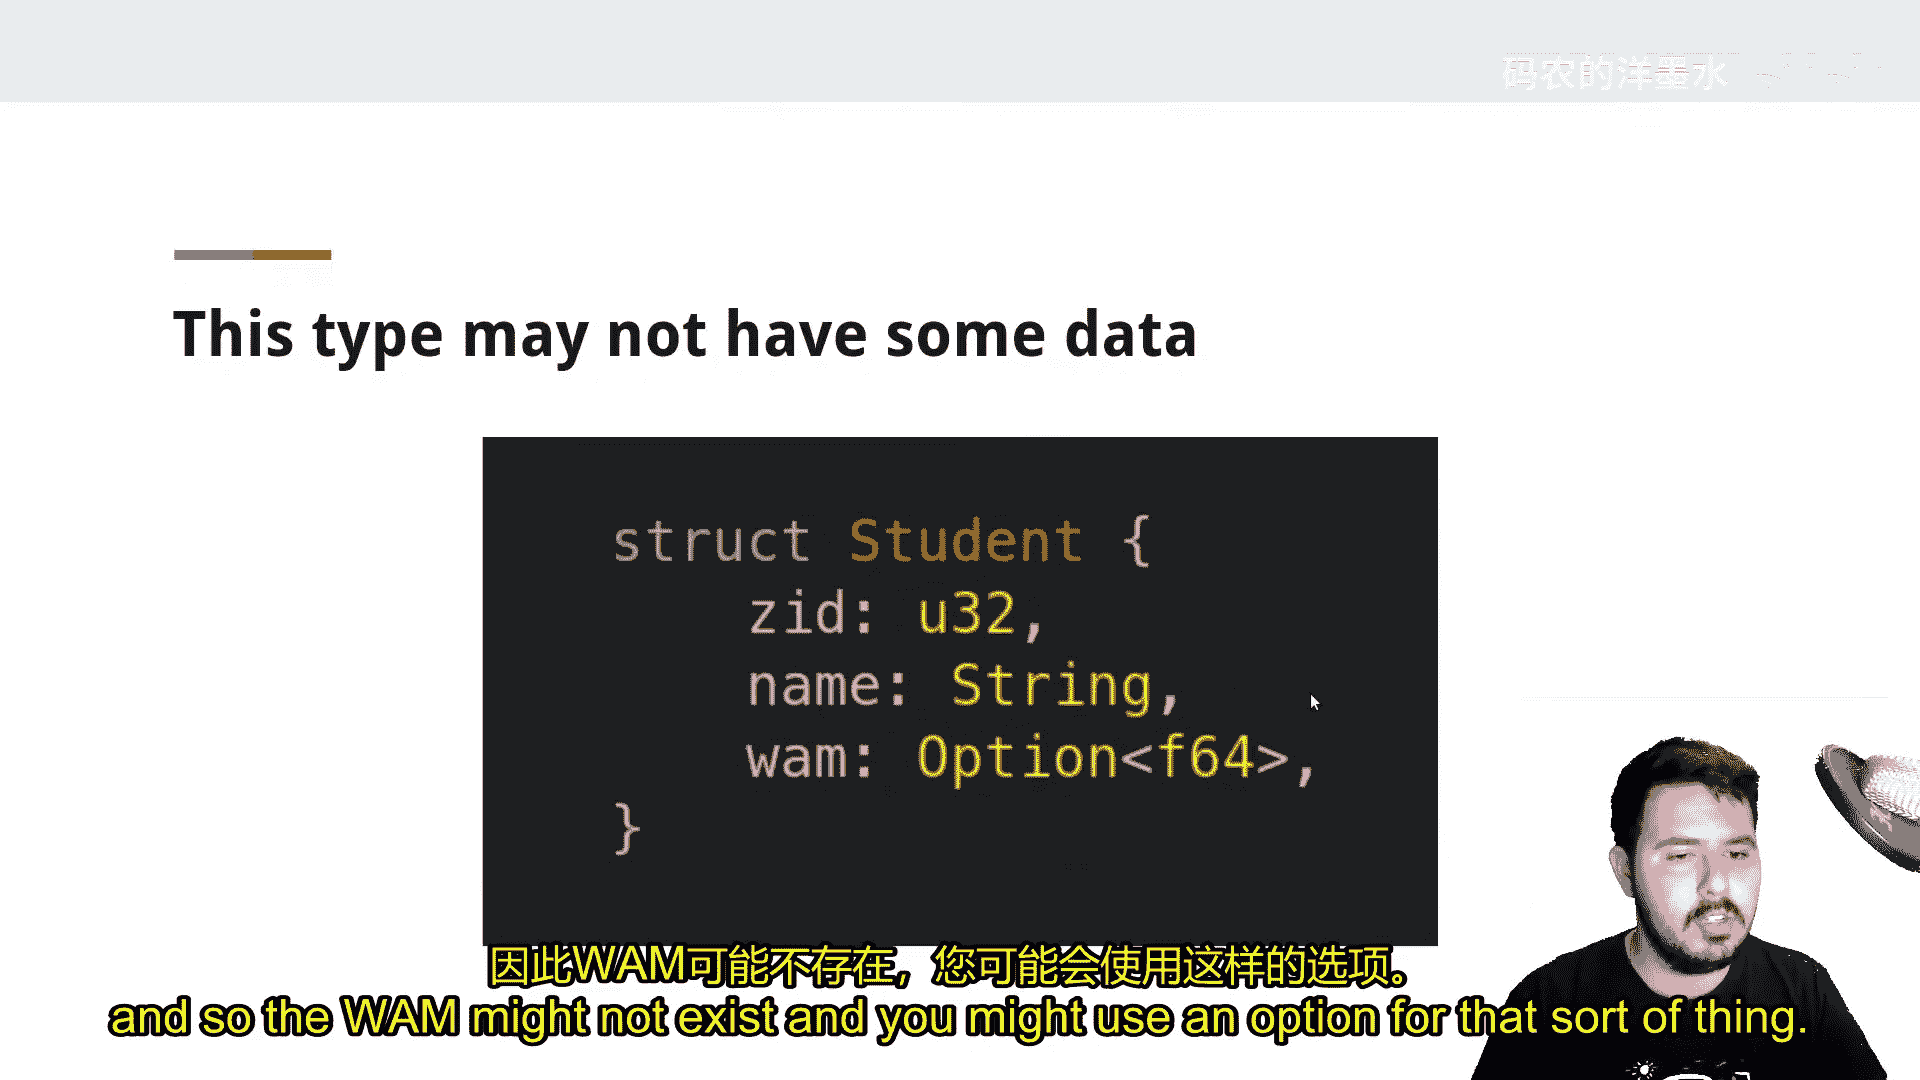 码农的洋墨水
This type may not have some data
struct Student {
zid: u32,
name: String,
wam: Option<f64>,
}
因此WAM可能不存在，您可能会使用这样的选项。
and so the WAM might not exist and you might use an option for that sort of thing.